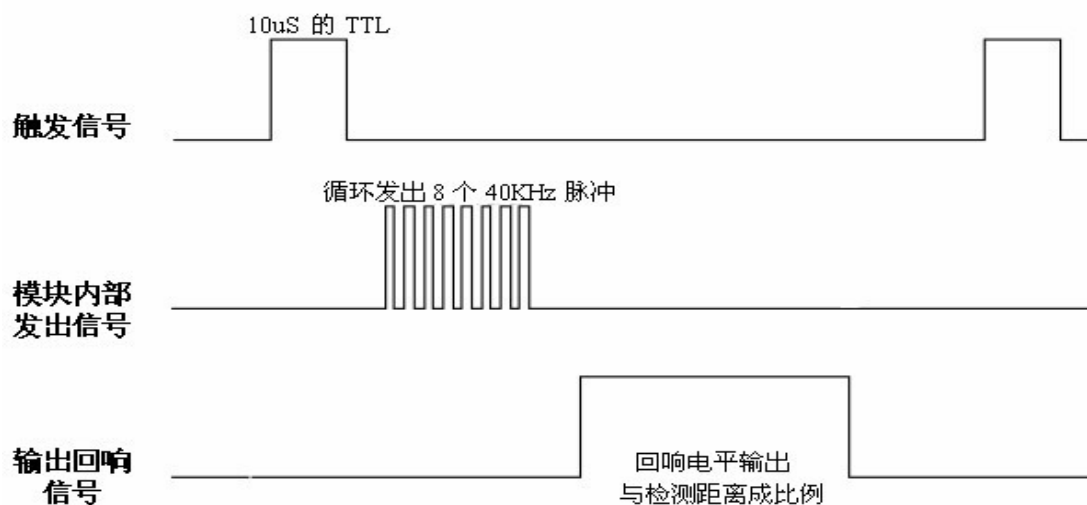 10uS 的 TTL
触发信号
循环发出 8 个 40KHz 脉冲
模块内部
发出信号
输出回响
信号
回响电平输出
与检测距离成比例